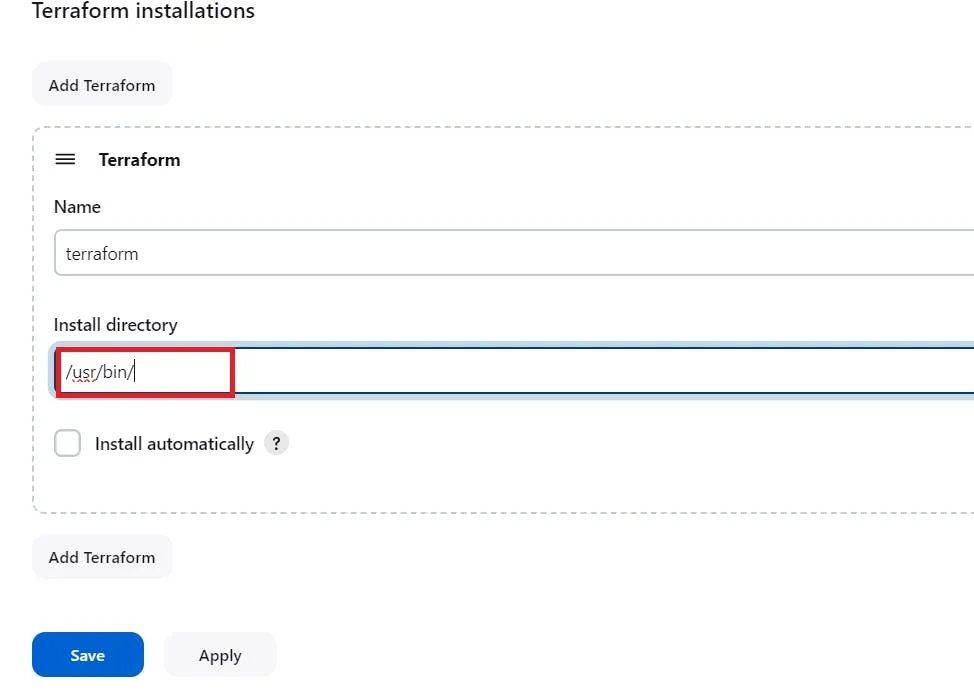 Terraform installations
Add Terraform
Terraform
Name
terraform
Install directory
/usr/bin/
Install automatically ?
Add Terraform
Save Apply